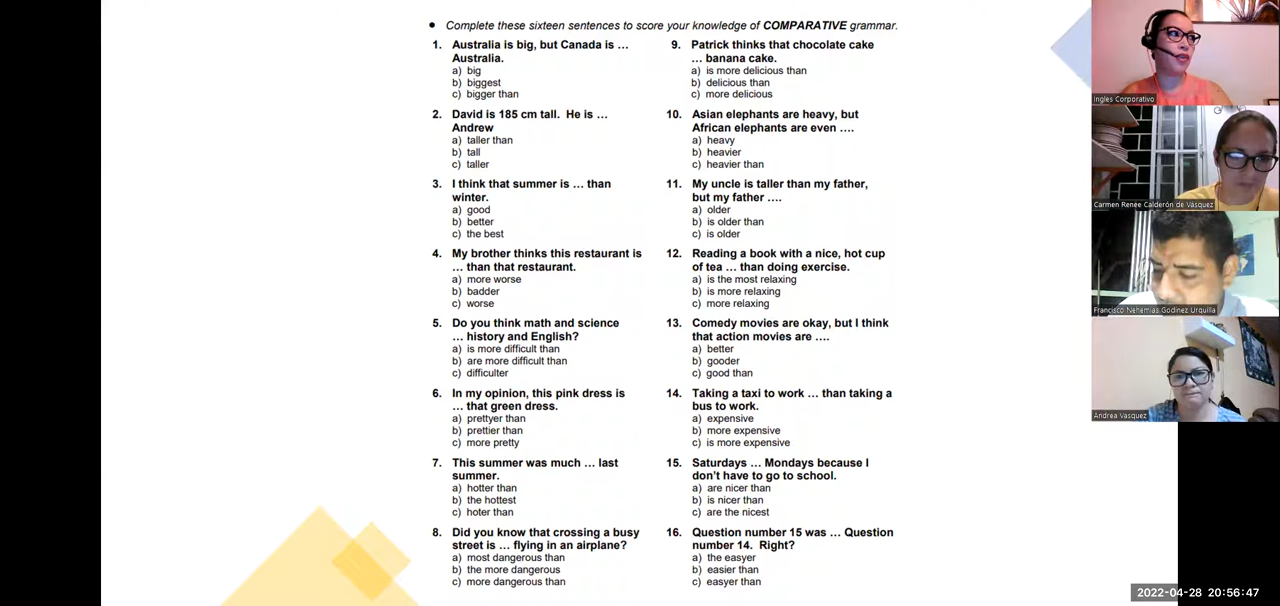 • Complete these sixteen sentences to score your knowledge of COMPARATIVE grammar.
1. Australia is big, but Canada is …
Australia.
a) big
b) biggest
c) bigger than
2. David is 185 cm tall. He is …
Andrew
a) taller than
b) tall
c) taller
3. I think that summer is … than
winter.
a) good
b) better
c) the best
4. My brother thinks this restaurant is
… than that restaurant.
a) more worse
b) badder
c) worse
5. Do you think math and science
… history and English?
a) is more difficult than
b) are more difficult than
c) difficulter
6. In my opinion, this pink dress is
… that green dress.
a) prettyer than
b) prettier than
c) more pretty
7. This summer was much … last
summer.
a) hotter than
b) the hottest
c) hoter than
8. Did you know that crossing a busy
street is … flying in an airplane?
a) most dangerous than
b) the more dangerous
c) more dangerous than
9. Patrick thinks that chocolate cake
… banana cake.
a) is more delicious than
b) delicious than
c) more delicious
10. Asian elephants are heavy, but
African elephants are even ….
a) heavy
b) heavier
c) heavier than
11. My uncle is taller than my father,
but my father ….
a) older
b) is older than
c) is older
12. Reading a book with a nice, hot cup
of tea … than doing exercise.
a) is the most relaxing
b) is more relaxing
c) more relaxing
13. Comedy movies are okay, but I think
that action movies are ….
a) better
b) gooder
c) good than
14. Taking a taxi to work … than taking a
bus to work.
a) expensive
b) more expensive
c) is more expensive
15. Saturdays … Mondays because I
don't have to go to school.
a) are nicer than
b) is nicer than
c) are the nicest
16. Question number 15 was … Question
number 14. Right?
a) the easyer
b) easier than
c) easyer than
Ingles Corporativo
Carmen Renee Calderón de Vásquez
Francisco Nehemias Godinez Urquilla
Andrea Vasquez
2022-04-28 20:56:47